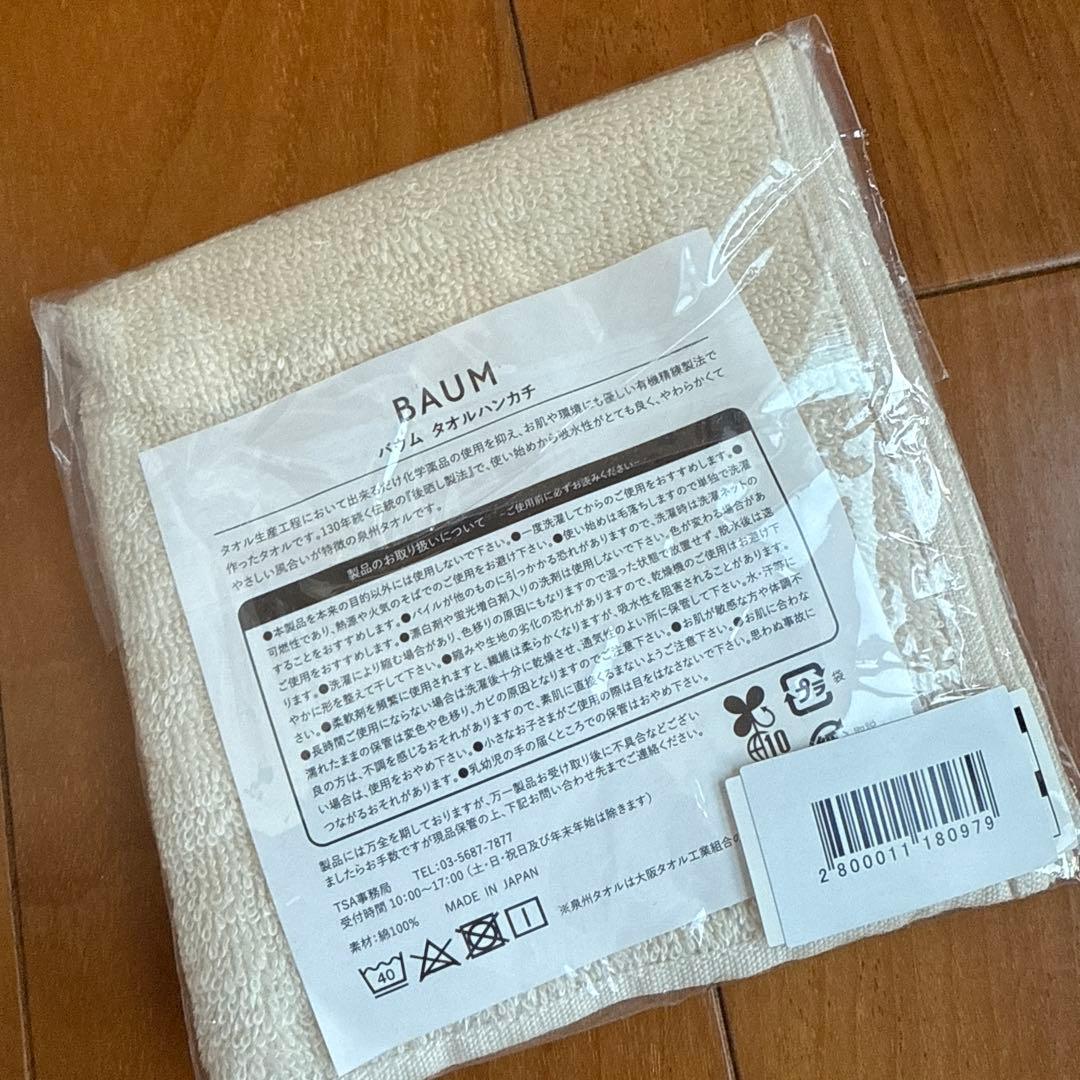 BAUM
バウム タオルハンカチ
タオル生産工程において出来るだけ化学薬品の使用を抑え、お肌や環境にも優しい有機精練製法で
作ったタオルです。130年続く伝統の『後晒し製法』で、使い始めから吸水性がとても良く、やわらかくて
やさしい風合いが特徴の泉州タオルです。
製品のお取り扱いについて －ご使用前に必ずお読みください－
●本製品を本来の目的以外には使用しないで下さい。●一度洗濯してからのご使用をおすすめします。●
可燃性であり、熱源や火気のそばでのご使用をお避け下さい。●使い始めは毛落ちしますので単独で洗濯
することをおすすめします。●パイルが他のものに引っかかる恐れがありますので、洗濯時は洗濯ネットの
ご使用をおすすめします。●漂白剤や蛍光増白剤入りの洗剤は使用しないで下さい。色が変わる場合があ
ります。●洗濯により縮む場合があり、色移りの原因にもなりますので湿った状態で放置せず、脱水後は速
やかに形を整えて干して下さい。●縮みや生地の劣化の恐れがありますので、乾燥機のご使用はお避け下
さい。●柔軟剤を頻繁に使用されますと、繊維は柔らかくなりますが、吸水性を阻害されることがあります。
●長時間ご使用にならない場合は洗濯後十分に乾燥させ、通気性のよい所に保管して下さい。水・汗等に
濡れたままの保管は変色や色移り、カビの原因となりますのでご注意下さい。●お肌が敏感な方や体調不
良の方は、不調を感じるおそれがありますので、素肌に直接くるまないようご注意下さい。●お肌に合わな
い場合は、使用をおやめ下さい。●小さなお子さまがご使用の際は目をはなさないで下さい。思わぬ事故に
つながるおそれがあります。●乳幼児の手の届くところでの保管はおやめ下さい。
製品には万全を期しておりますが、万一製品お受け取り後に不具合などござい
ましたらお手数ですが現品保管の上、下記お問い合わせ先までご連絡ください。
TSA事務局 TEL:03-5687-7877
受付時間 10:00～17:00 (土・日・祝日及び年末年始は除きます)
素材:綿100% MADE IN JAPAN
40
※泉州タオルは大阪タオル工業組合の
プラ
袋
2 800011 180979